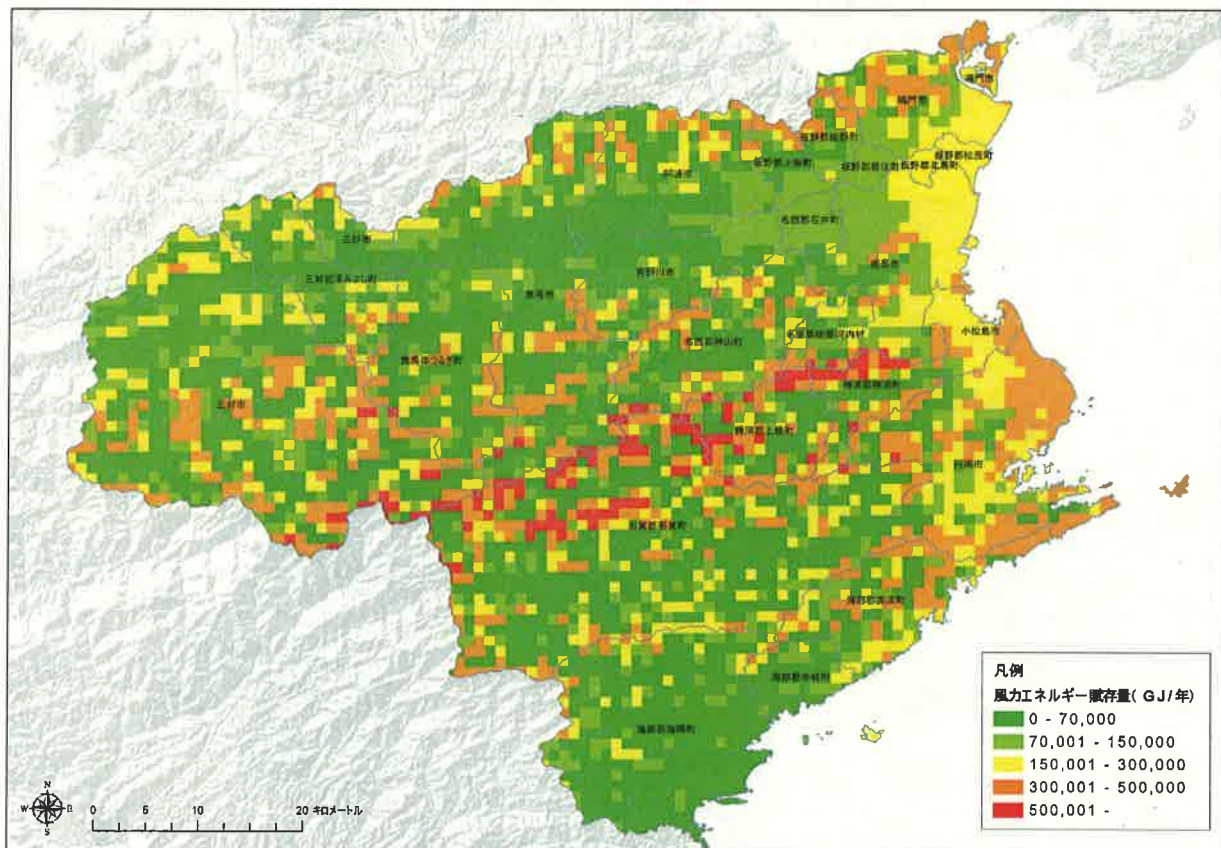 鳴門市
鳴門市
板野郡板野町
板野郡松茂町
板野郡上板町
板野郡藍住町
板野郡北島町
阿波市
名西郡石井町
三好市
徳島市
三好郡東みよし町
吉野川市
美馬市
小松島市
名西郡神山町
名東郡佐那河内村
美馬郡つるぎ町
勝浦郡勝浦町
三好市
勝浦郡上勝町
阿南市
那賀郡那賀町
海部郡美波町
海部郡牟岐町
海部郡海陽町
凡例
風力エネルギー賦存量( GJ/年)
0 - 70,000
70,001 - 150,000
150,001 - 300,000
300,001 - 500,000
500,001 -
N
W
E
S
0 5 10 20 キロメートル